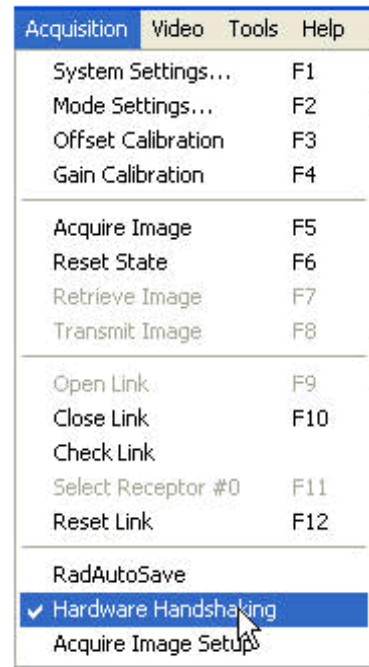 Acquisition Video Tools Help
System Settings... F1
Mode Settings... F2
Offset Calibration F3
Gain Calibration F4
Acquire Image F5
Reset State F6
Retrieve Image F7
Transmit Image F8
Open Link F9
Close Link F10
Check Link
Select Receptor #0 F11
Reset Link F12
RadAutoSave
Hardware Handshaking
Acquire Image Setup